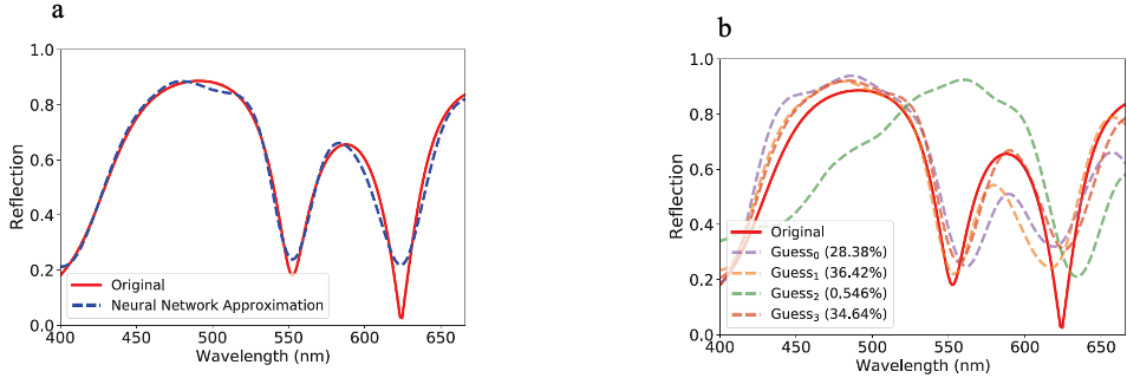 a
1.0
0.8
0.6
0.4
0.2
0.0
Reflection
400 450 500 550 600 650
Wavelength (nm)
Original
Neural Network Approximation
b
1.0
0.8
0.6
0.4
0.2
0.0
Reflection
400 450 500 550 600 650
Wavelength (nm)
Original
Guess₀ (28.38%)
Guess₁ (36.42%)
Guess₂ (0.546%)
Guess₃ (34.64%)